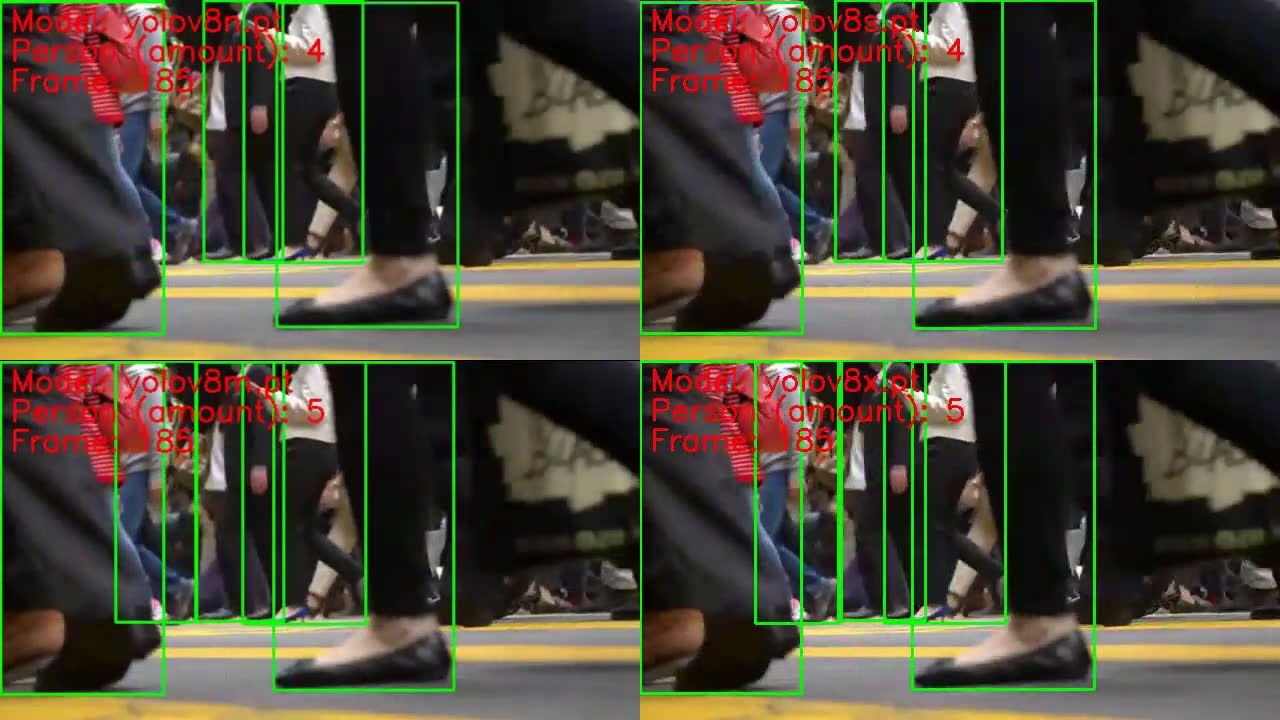 Model: yolov8n.pt
Person (amount): 4
Frame: 185
Model: yolov8s.pt
Person (amount): 4
Frame: 185
Model: yolov8m.pt
Person (amount): 5
Frame: 185
Model: yolov8x.pt
Person (amount): 5
Frame: 185